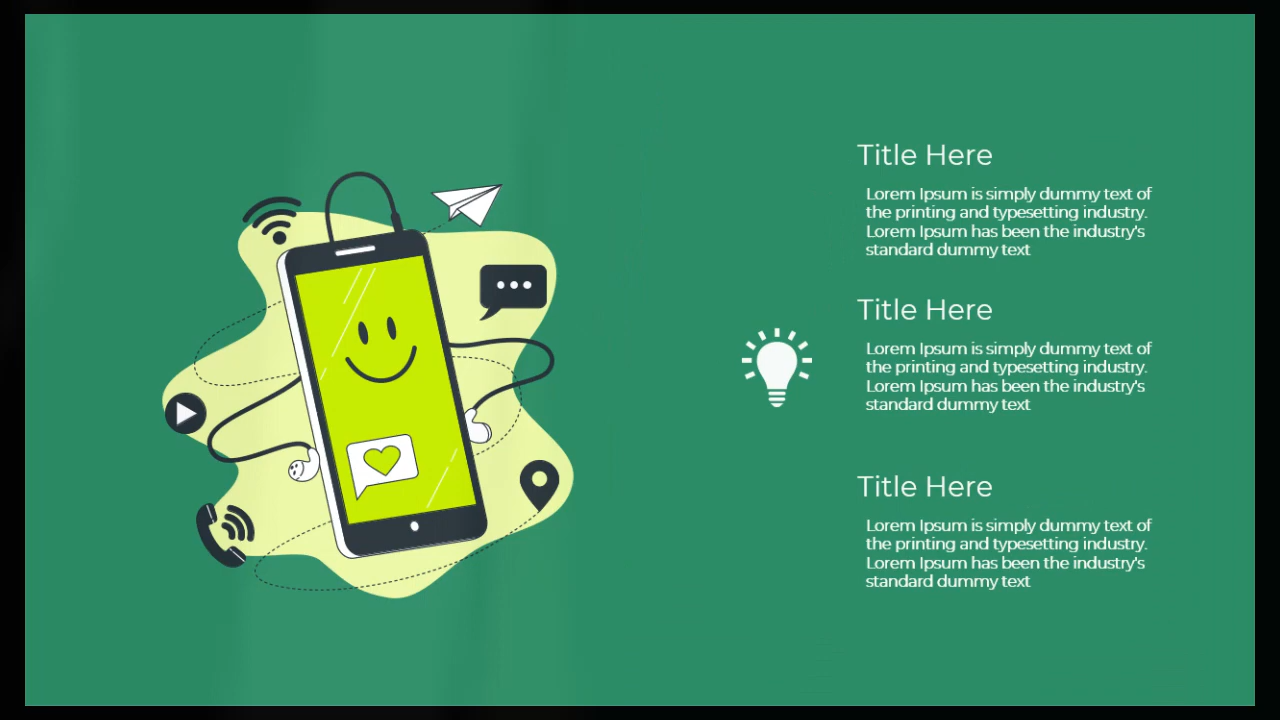 Title Here
Lorem Ipsum is simply dummy text of
the printing and typesetting industry.
Lorem Ipsum has been the industry's
standard dummy text
Title Here
Lorem Ipsum is simply dummy text of
the printing and typesetting industry.
Lorem Ipsum has been the industry's
standard dummy text
Title Here
Lorem Ipsum is simply dummy text of
the printing and typesetting industry.
Lorem Ipsum has been the industry's
standard dummy text